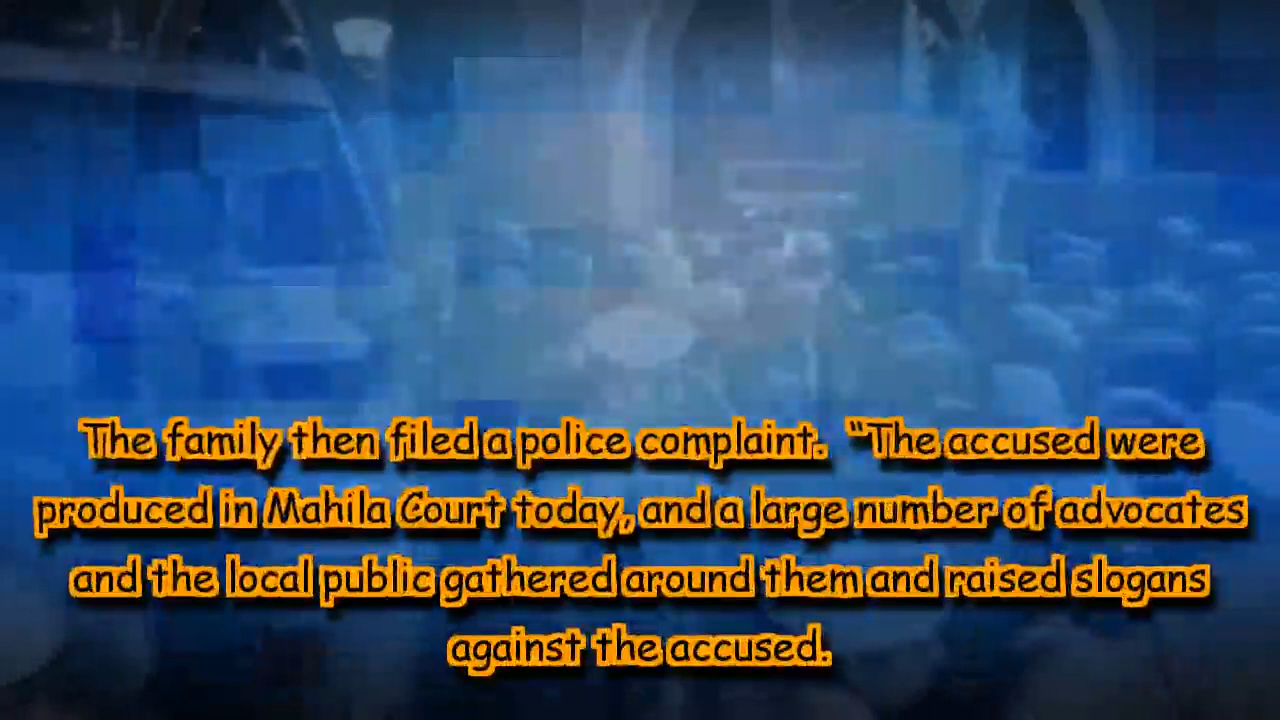 The family then filed a police complaint. “The accused were
produced in Mahila Court today, and a large number of advocates
and the local public gathered around them and raised slogans
against the accused.